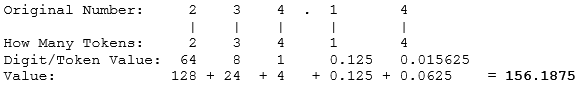 Original Number: 2 3 4 . 1 4
| | | | |
How Many Tokens: 2 3 4 1 4
Digit/Token Value: 64 8 1 0.125 0.015625
Value: 128 + 24 + 4 + 0.125 + 0.0625 = 156.1875